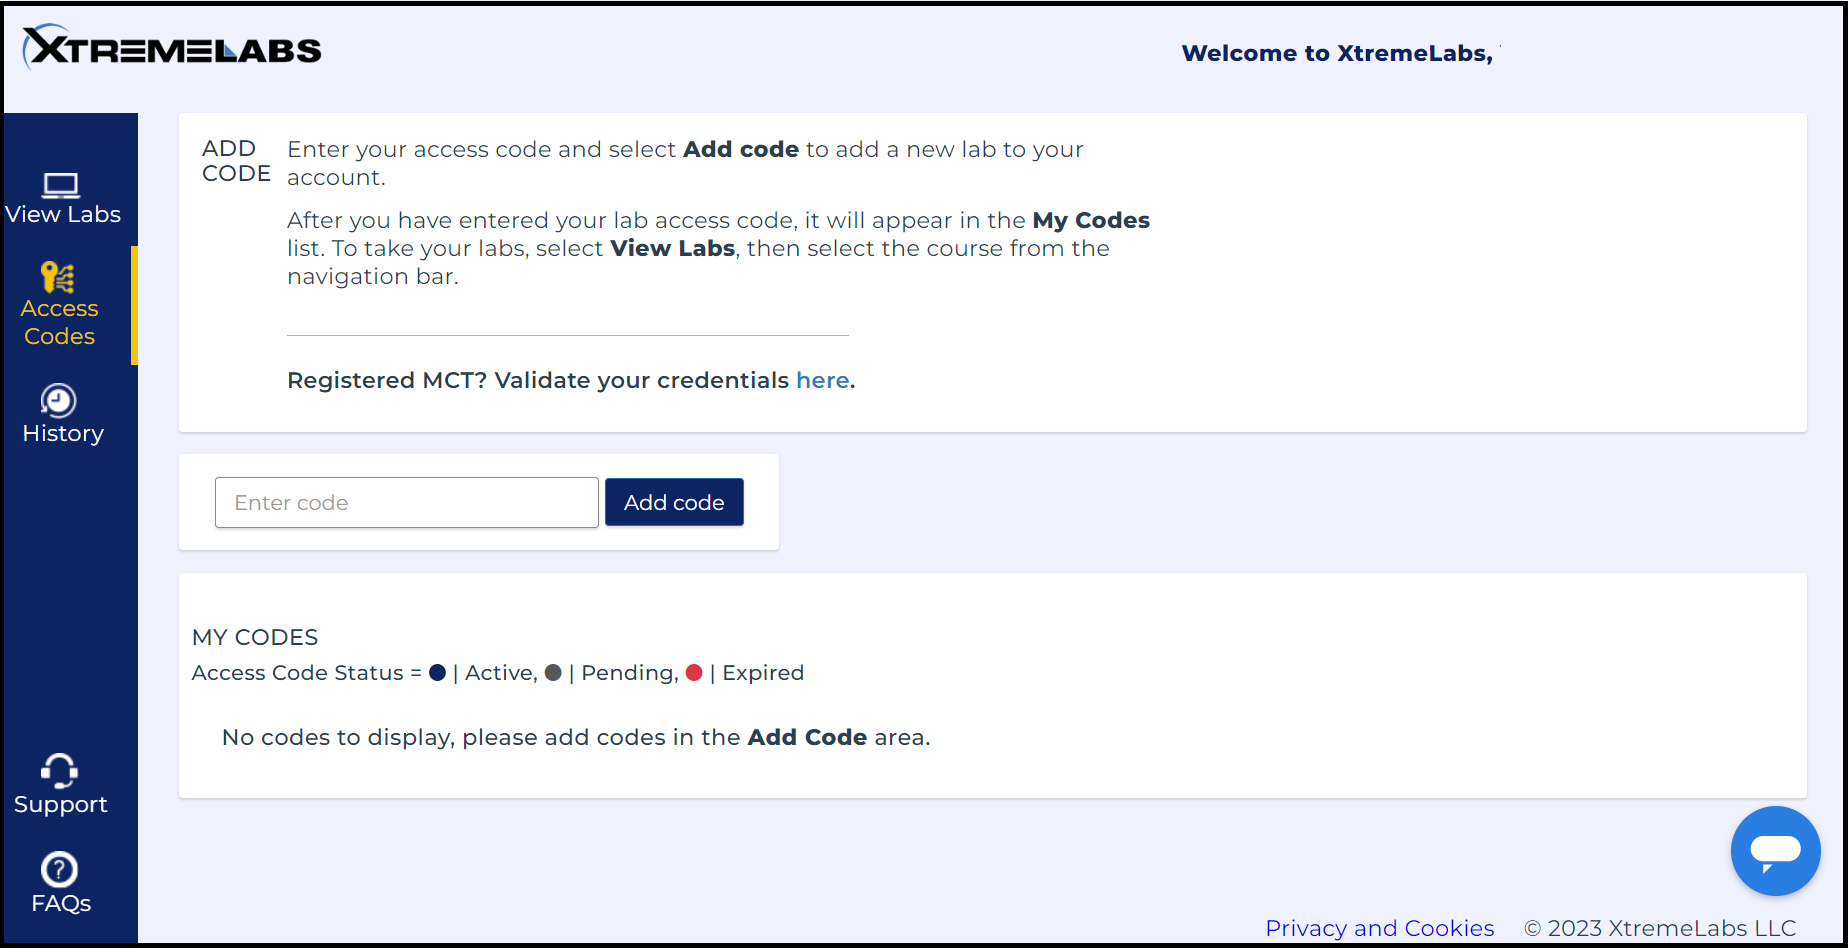 XTREMELABS
Welcome to XtremeLabs,
View Labs
Access
Codes
History
Support
FAQs
ADD
CODE
Enter your access code and select Add code to add a new lab to your
account.
After you have entered your lab access code, it will appear in the My Codes
list. To take your labs, select View Labs, then select the course from the
navigation bar.
Registered MCT? Validate your credentials here.
Enter code
Add code
MY CODES
Access Code Status = | Active, | Pending, | Expired
No codes to display, please add codes in the Add Code area.
Privacy and Cookies © 2023 XtremeLabs LLC